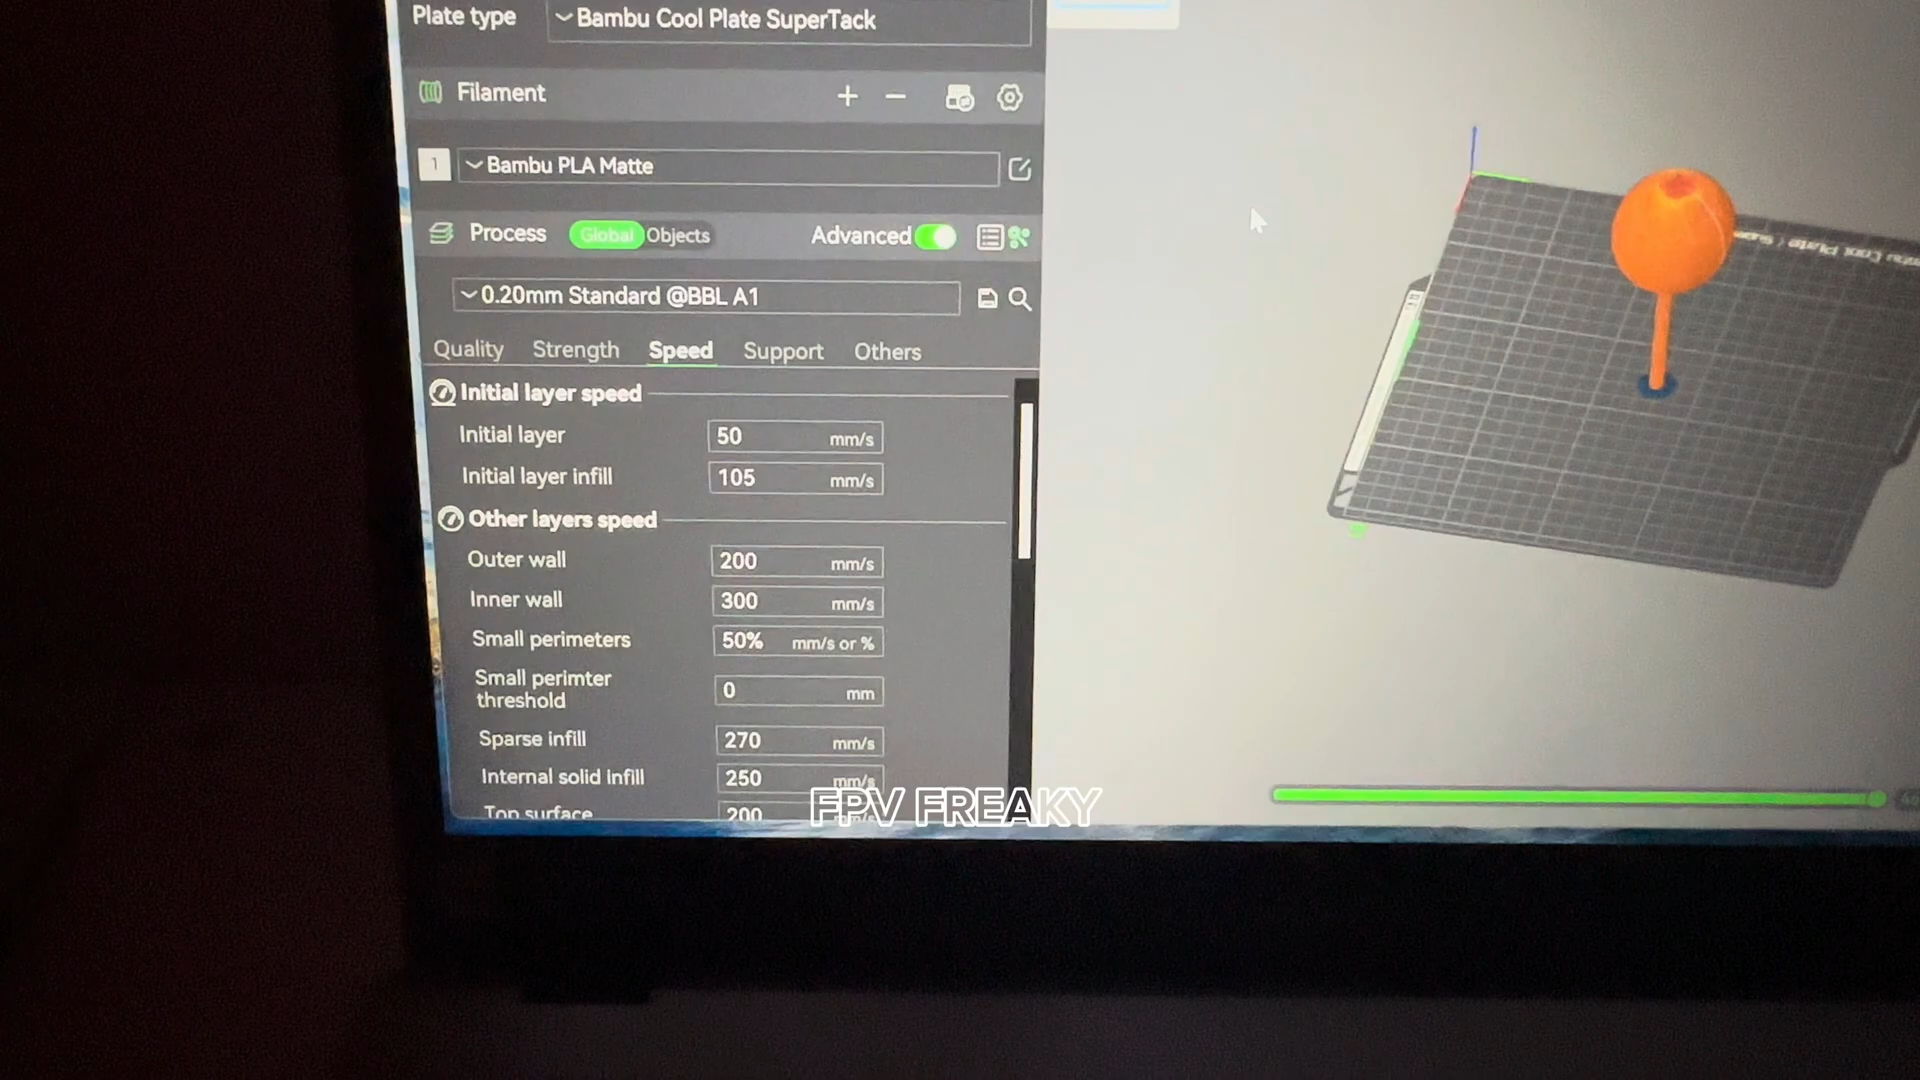 Plate type
Bambu Cool Plate SuperTack
Filament
1
Bambu PLA Matte
Process
Global
Objects
Advanced
0.20mm Standard @BBL A1
Quality Strength Speed Support Others
Initial layer speed
Initial layer 50 mm/s
Initial layer infill 105 mm/s
Other layers speed
Outer wall 200 mm/s
Inner wall 300 mm/s
Small perimeters 50% mm/s or %
Small perimter
threshold 0 mm
Sparse infill 270 mm/s
Internal solid infill 250 mm/s
Top surface 200 mm/s
FPV FREAKY